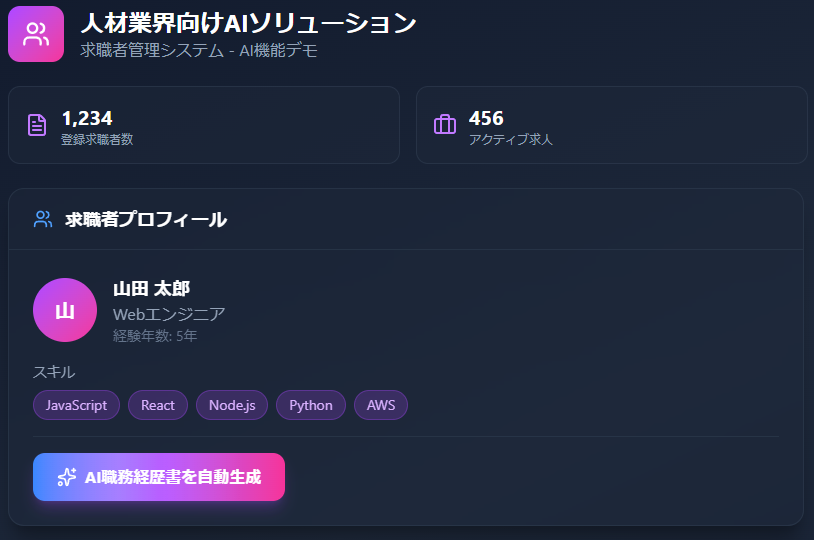 人材業界向けAIソリューション
求職者管理システム - AI機能デモ
1,234
登録求職者数
456
アクティブ求人
求職者プロフィール
山
山田 太郎
Webエンジニア
経験年数: 5年
スキル
JavaScript React Node.js Python AWS
AI職務経歴書を自動生成